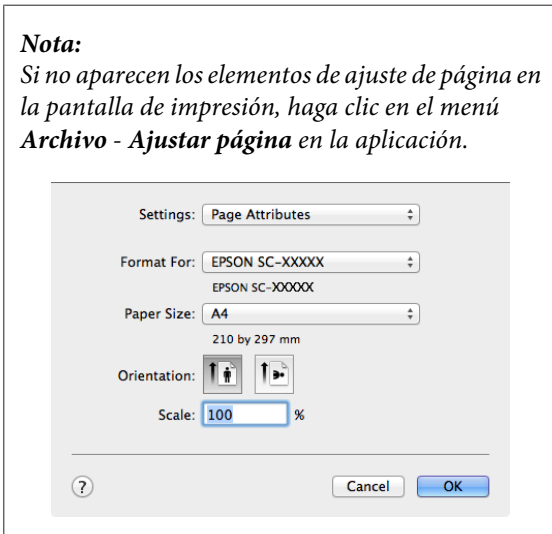 Nota:
Si no aparecen los elementos de ajuste de página en
la pantalla de impresión, haga clic en el menú
Archivo - Ajustar página en la aplicación.
Settings: Page Attributes
Format For: EPSON SC-XXXXX
EPSON SC-XXXXX
Paper Size: A4
210 by 297 mm
Orientation:
Scale: 100 %
? Cancel OK